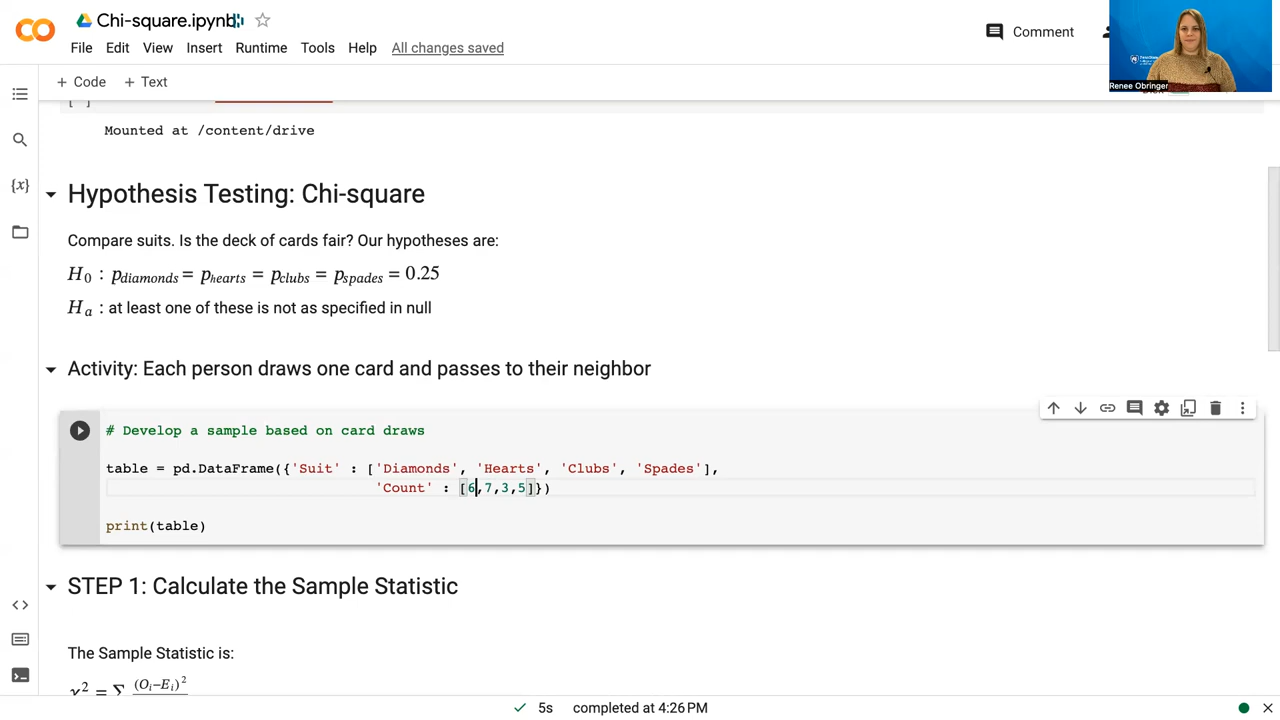 Chi-square.ipynb
File Edit View Insert Runtime Tools Help All changes saved
Comment
Renee Obringer
+ Code + Text
[ ]
Mounted at /content/drive
Hypothesis Testing: Chi-square
Compare suits. Is the deck of cards fair? Our hypotheses are:
H0 : pdiamonds = phearts = pclubs = pspades = 0.25
Ha : at least one of these is not as specified in null
Activity: Each person draws one card and passes to their neighbor
# Develop a sample based on card draws
table = pd.DataFrame({'Suit' : ['Diamonds', 'Hearts', 'Clubs', 'Spades'],
'Count' : [6,7,3,5]})
print(table)
STEP 1: Calculate the Sample Statistic
The Sample Statistic is:
χ2 = Σ (Oi−Ei)2
5s completed at 4:26 PM